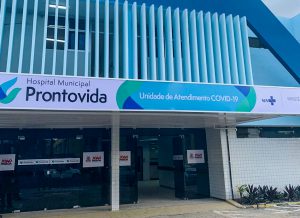 Hospital Municipal
Prontovida
Unidade de Atendimento COVID-19